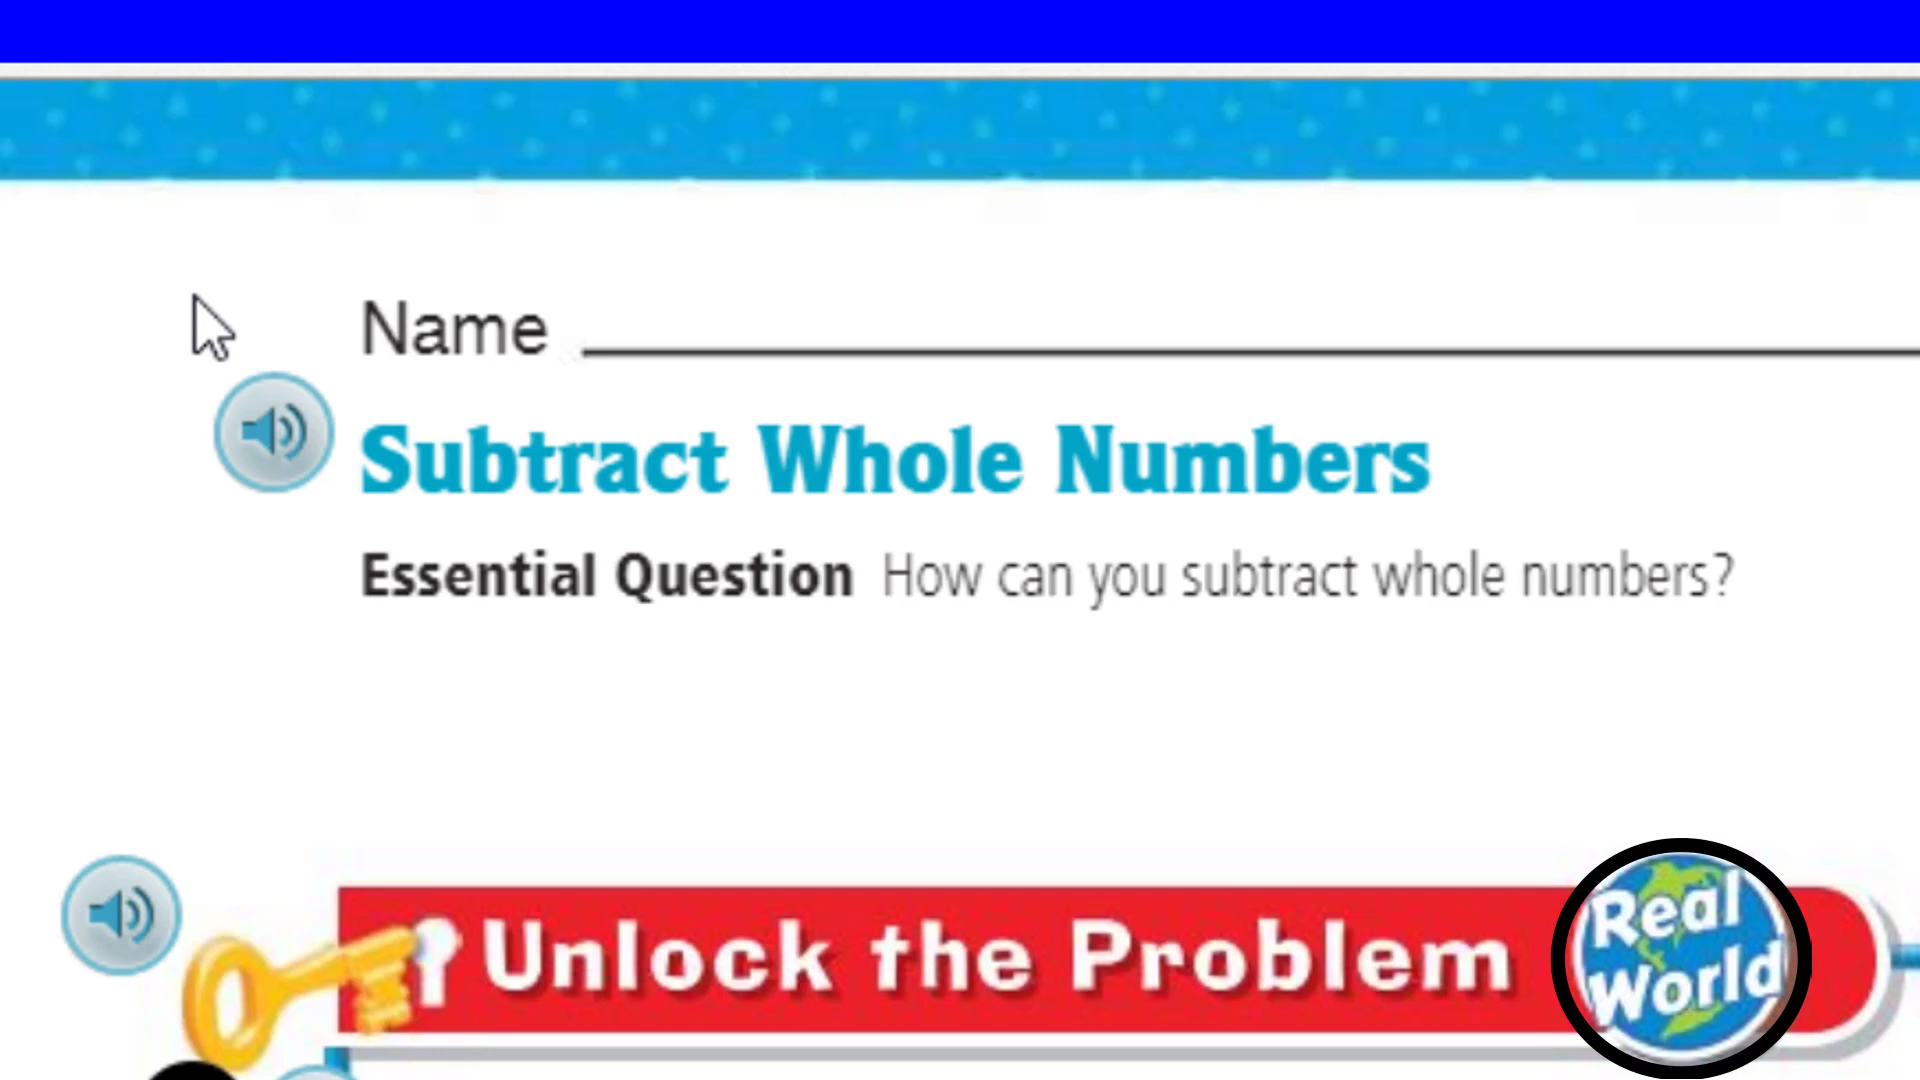 Name
Subtract Whole Numbers
Essential Question How can you subtract whole numbers?
Unlock the Problem
Real
World